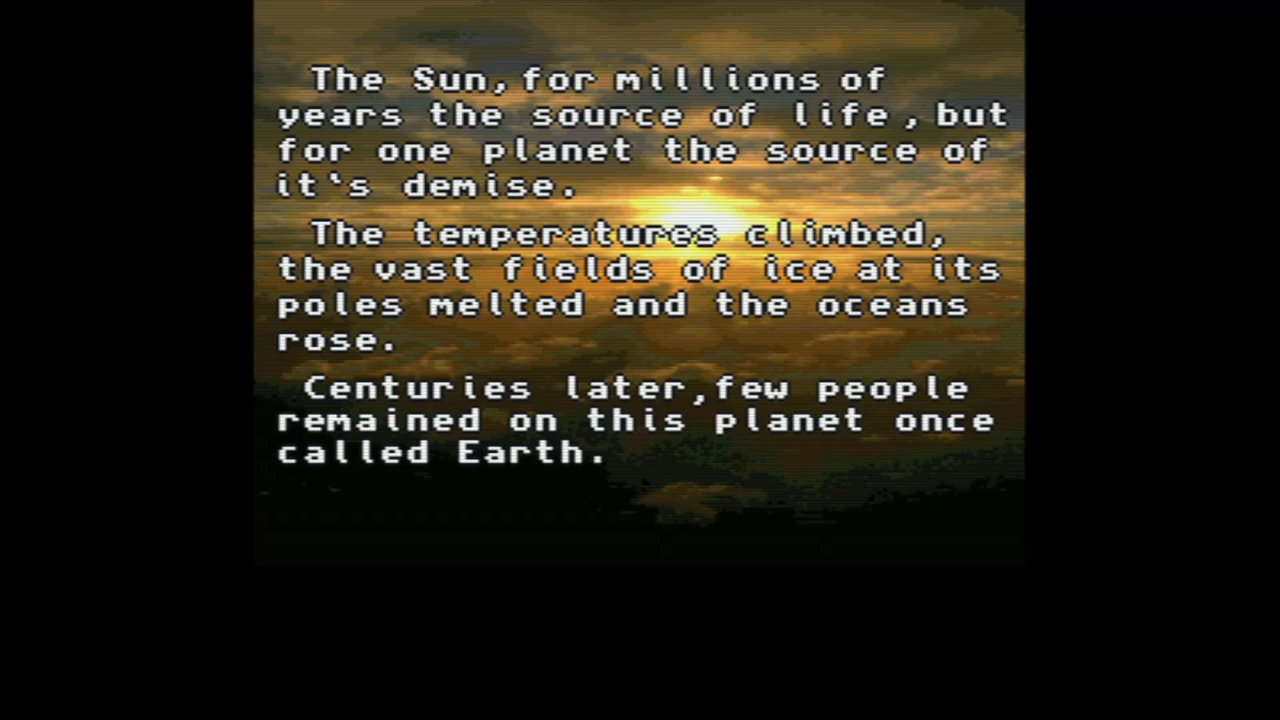 The Sun, for millions of
years the source of life, but
for one planet the source of
it`s demise.
The temperatures climbed,
the vast fields of ice at its
poles melted and the oceans
rose.
Centuries later, few people
remained on this planet once
called Earth.